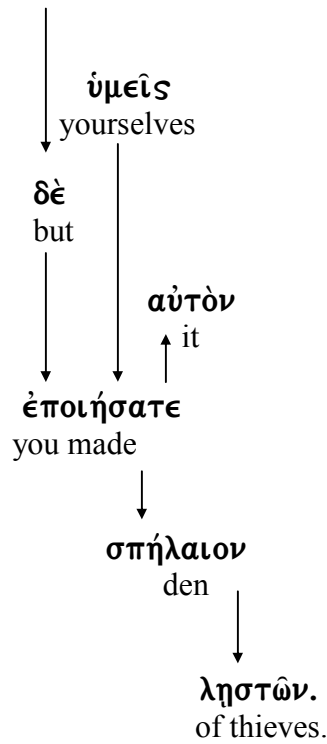 ὑμεῖς
yourselves
δὲ
but
αὐτὸν
it
ἐποιήσατε
you made
σπήλαιον
den
λῃστῶν.
of thieves.